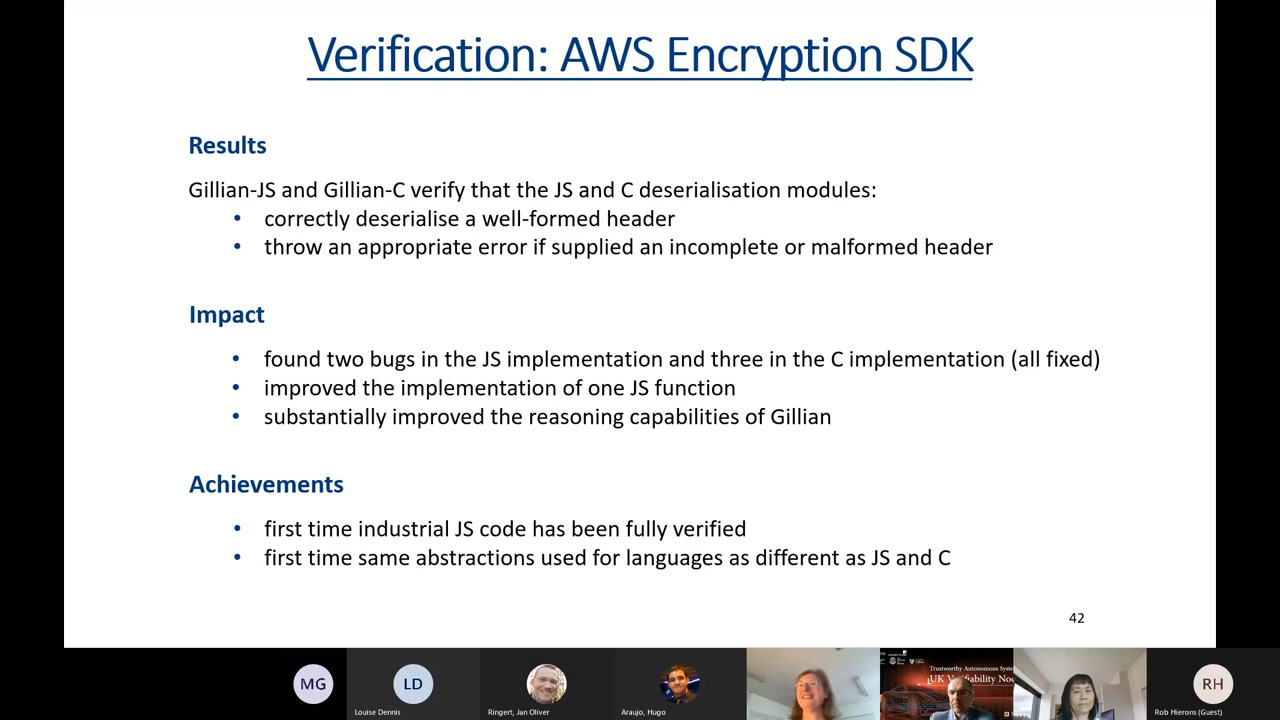 Verification: AWS Encryption SDK
Results
Gillian-JS and Gillian-C verify that the JS and C deserialisation modules:
• correctly deserialise a well-formed header
• throw an appropriate error if supplied an incomplete or malformed header
Impact
• found two bugs in the JS implementation and three in the C implementation (all fixed)
• improved the implementation of one JS function
• substantially improved the reasoning capabilities of Gillian
Achievements
• first time industrial JS code has been fully verified
• first time same abstractions used for languages as different as JS and C
42
MG
LD
Louise Dennis
Ringert, Jan Oliver
Araujo, Hugo
Trustworthy Autonomous
UK Verifiability
RH
Rob Hierons (Guest)